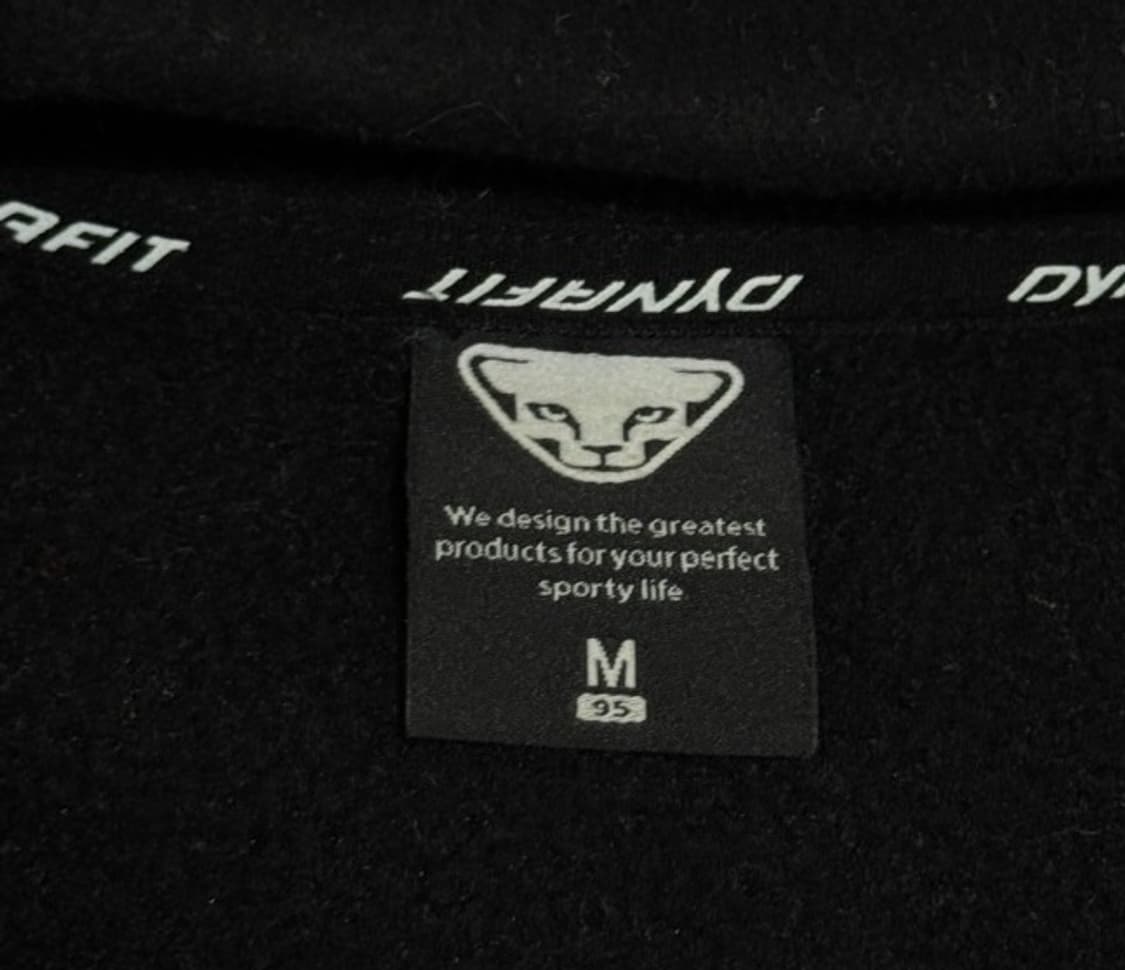 AFIT
DYNAFIT
DY
We design the greatest
products for your perfect
sporty life
M
95